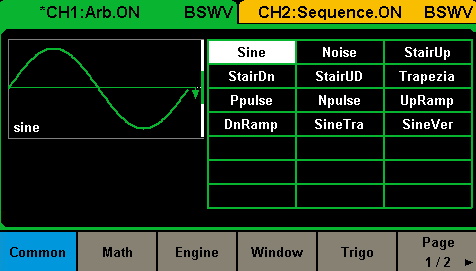 *CH1:Arb.ON BSWV CH2:Sequence.ON BSWV
Sine Noise StairUp
StairDn StairUD Trapezia
Ppulse Npulse UpRamp
DnRamp SineTra SineVer
sine
Common Math Engine Window Trigo Page
1/2 ►